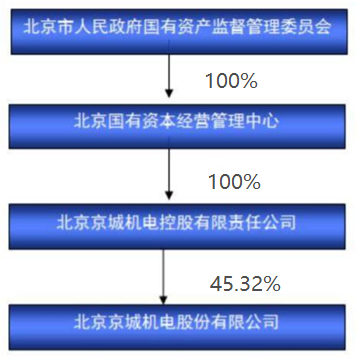 北京市人民政府国有资产监督管理委员会
100%
北京国有资本经营管理中心
100%
北京京城机电控股有限责任公司
45.32%
北京京城机电股份有限公司